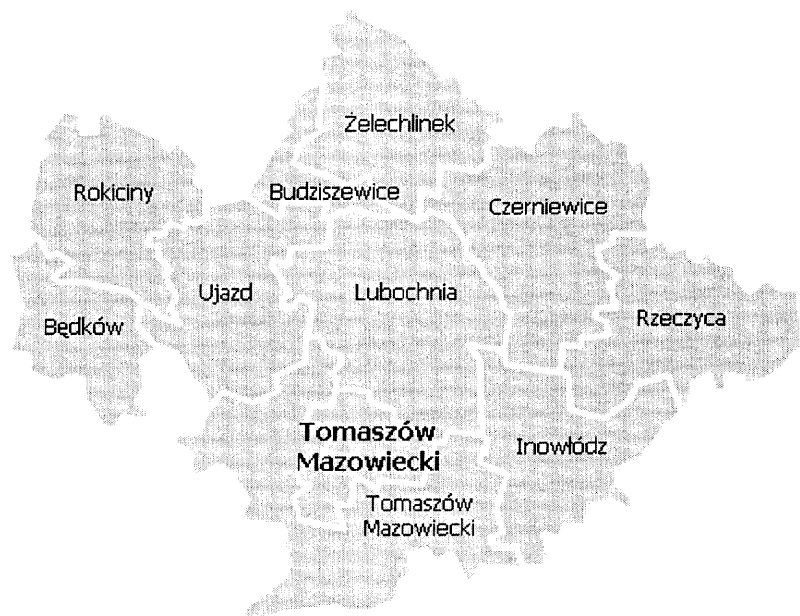 Żelechlinek
Rokiciny
Budziszewice
Czerniewice
Ujazd
Lubochnia
Będków
Rzeczyca
Tomaszów
Mazowiecki
Inowłódz
Tomaszów
Mazowiecki